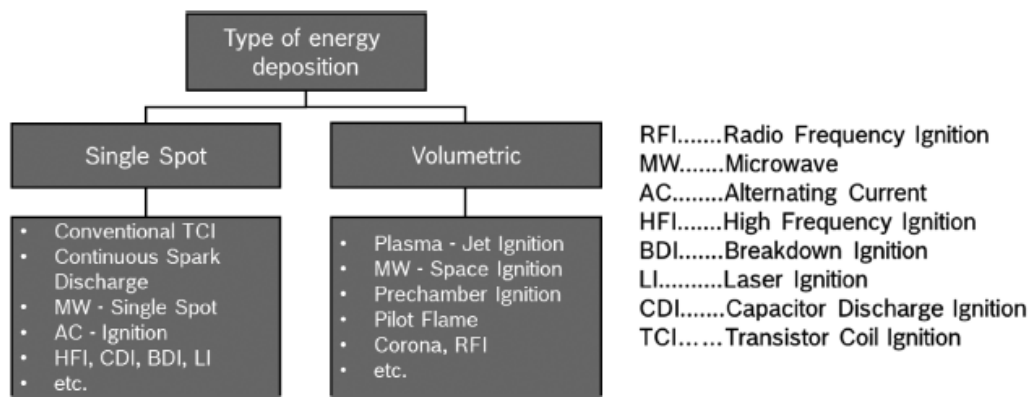 Type of energy
deposition
Single Spot
Volumetric
• Conventional TCI
• Continuous Spark
Discharge
• MW - Single Spot
• AC - Ignition
• HFI, CDI, BDI, LI
• etc.
• Plasma - Jet Ignition
• MW - Space Ignition
• Prechamber Ignition
• Pilot Flame
• Corona, RFI
• etc.
RFI.......Radio Frequency Ignition
MW.......Microwave
AC........Alternating Current
HFI.......High Frequency Ignition
BDI.......Breakdown Ignition
LI..........Laser Ignition
CDI.......Capacitor Discharge Ignition
TCI... ...Transistor Coil Ignition